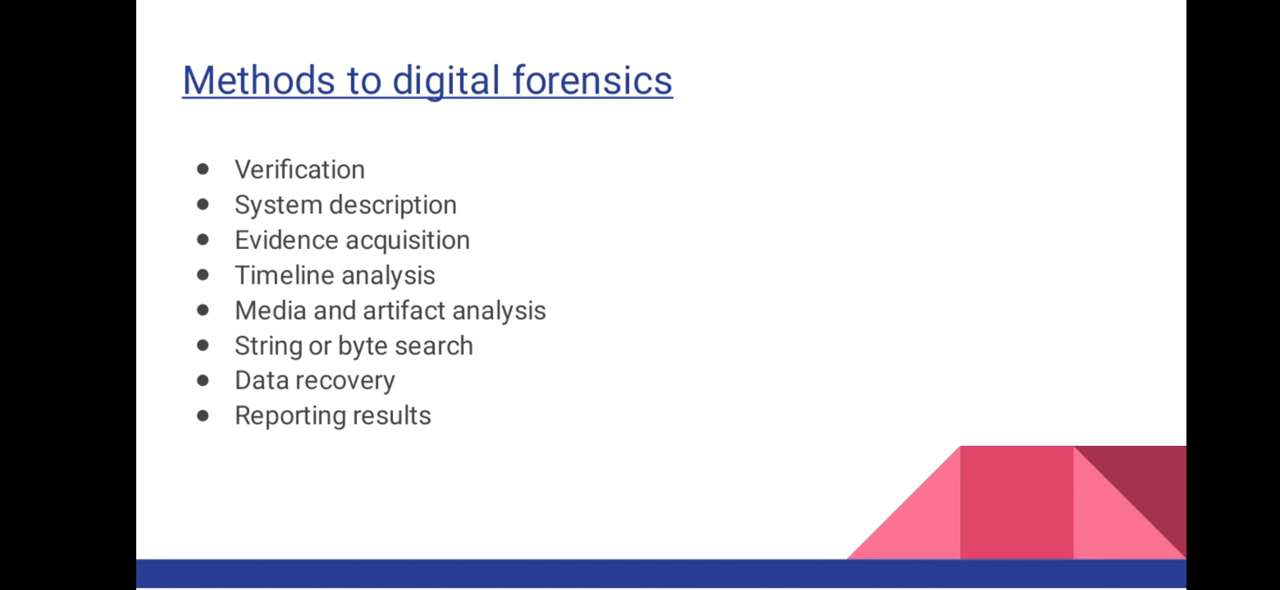 Methods to digital forensics
● Verification
● System description
● Evidence acquisition
● Timeline analysis
● Media and artifact analysis
● String or byte search
● Data recovery
● Reporting results